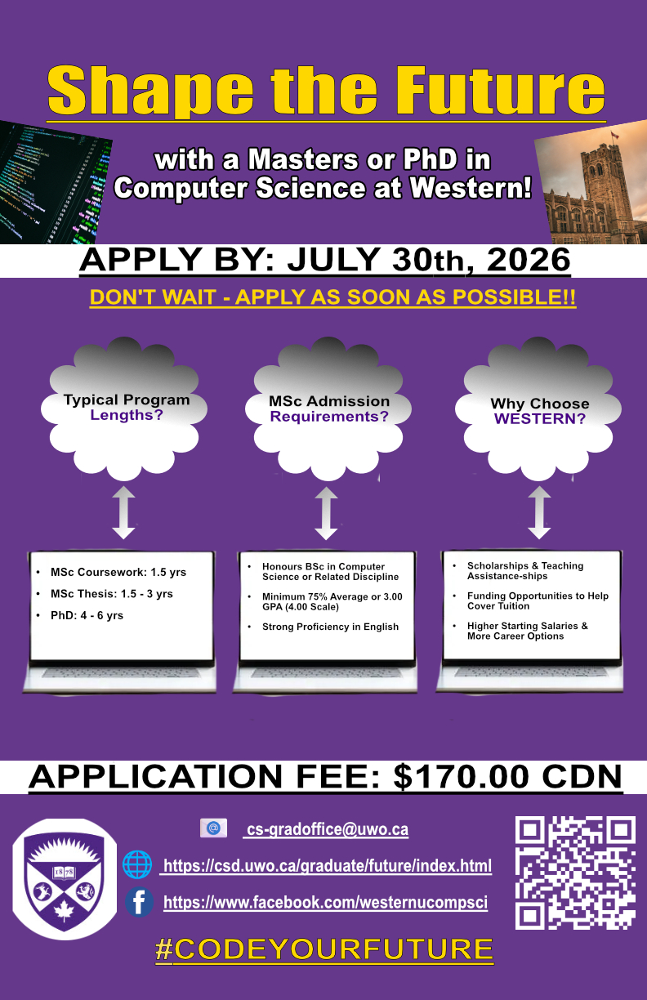 Shape the Future
with a Masters or PhD in
Computer Science at Western!
APPLY BY: JULY 30th, 2026
DON'T WAIT - APPLY AS SOON AS POSSIBLE!!
Typical Program
Lengths?
MSc Admission
Requirements?
Why Choose
WESTERN?
• MSc Coursework: 1.5 yrs
• MSc Thesis: 1.5 - 3 yrs
• PhD: 4 - 6 yrs
• Honours BSc in Computer
Science or Related Discipline
• Minimum 75% Average or 3.00
GPA (4.00 Scale)
• Strong Proficiency in English
• Scholarships & Teaching
Assistance-ships
• Funding Opportunities to Help
Cover Tuition
• Higher Starting Salaries &
More Career Options
APPLICATION FEE: $170.00 CDN
cs-gradoffice@uwo.ca
https://csd.uwo.ca/graduate/future/index.html
https://www.facebook.com/westernucompsci
1878
#CODEYOURFUTURE